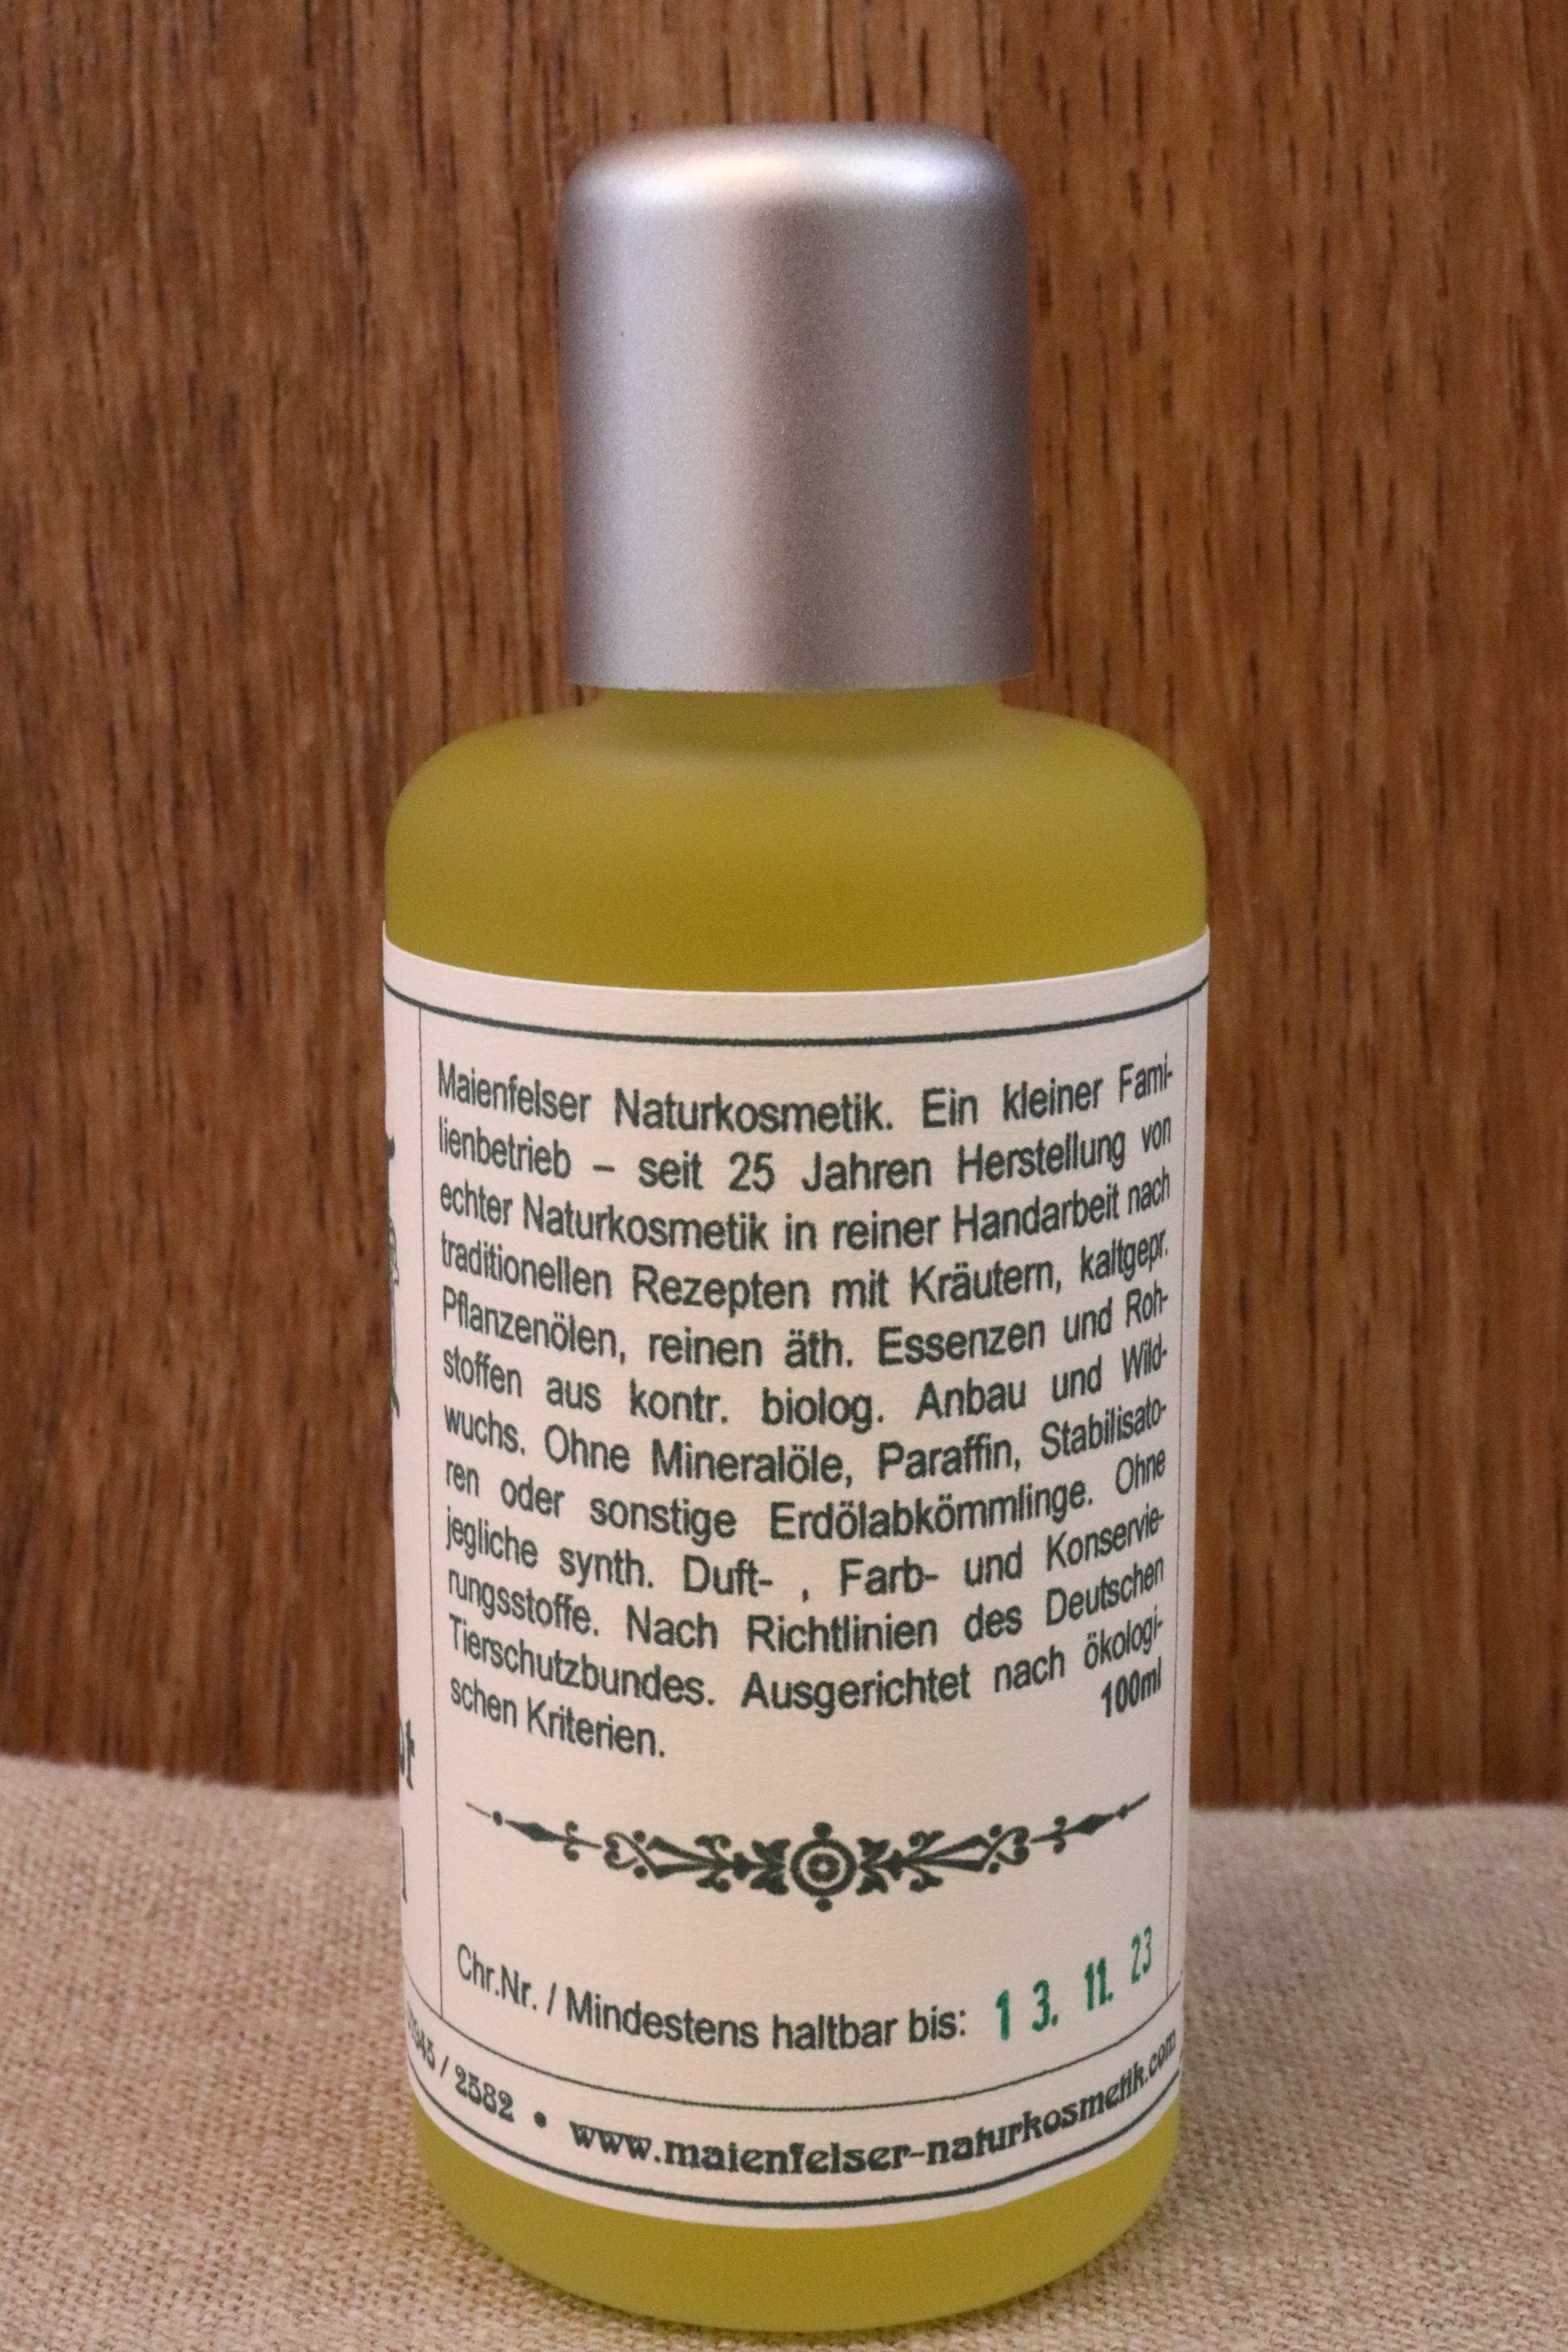 Maienfelser Naturkosmetik. Ein kleiner Fami-
lienbetrieb – seit 25 Jahren Herstellung von
echter Naturkosmetik in reiner Handarbeit nach
traditionellen Rezepten mit Kräutern, kaltgepr.
Pflanzenölen, reinen äth. Essenzen und Roh-
stoffen aus kontr. biolog. Anbau und Wild-
wuchs. Ohne Mineralöle, Paraffin, Stabilisato-
ren oder sonstige Erdölabkömmlinge. Ohne
jegliche synth. Duft- , Farb- und Konservie-
rungsstoffe. Nach Richtlinien des Deutschen
Tierschutzbundes. Ausgerichtet nach ökologi-
schen Kriterien. 100ml
Chr.Nr. / Mindestens haltbar bis: 13. 11. 23
/ 2582 • www.maienfelser-naturkosmetik.com